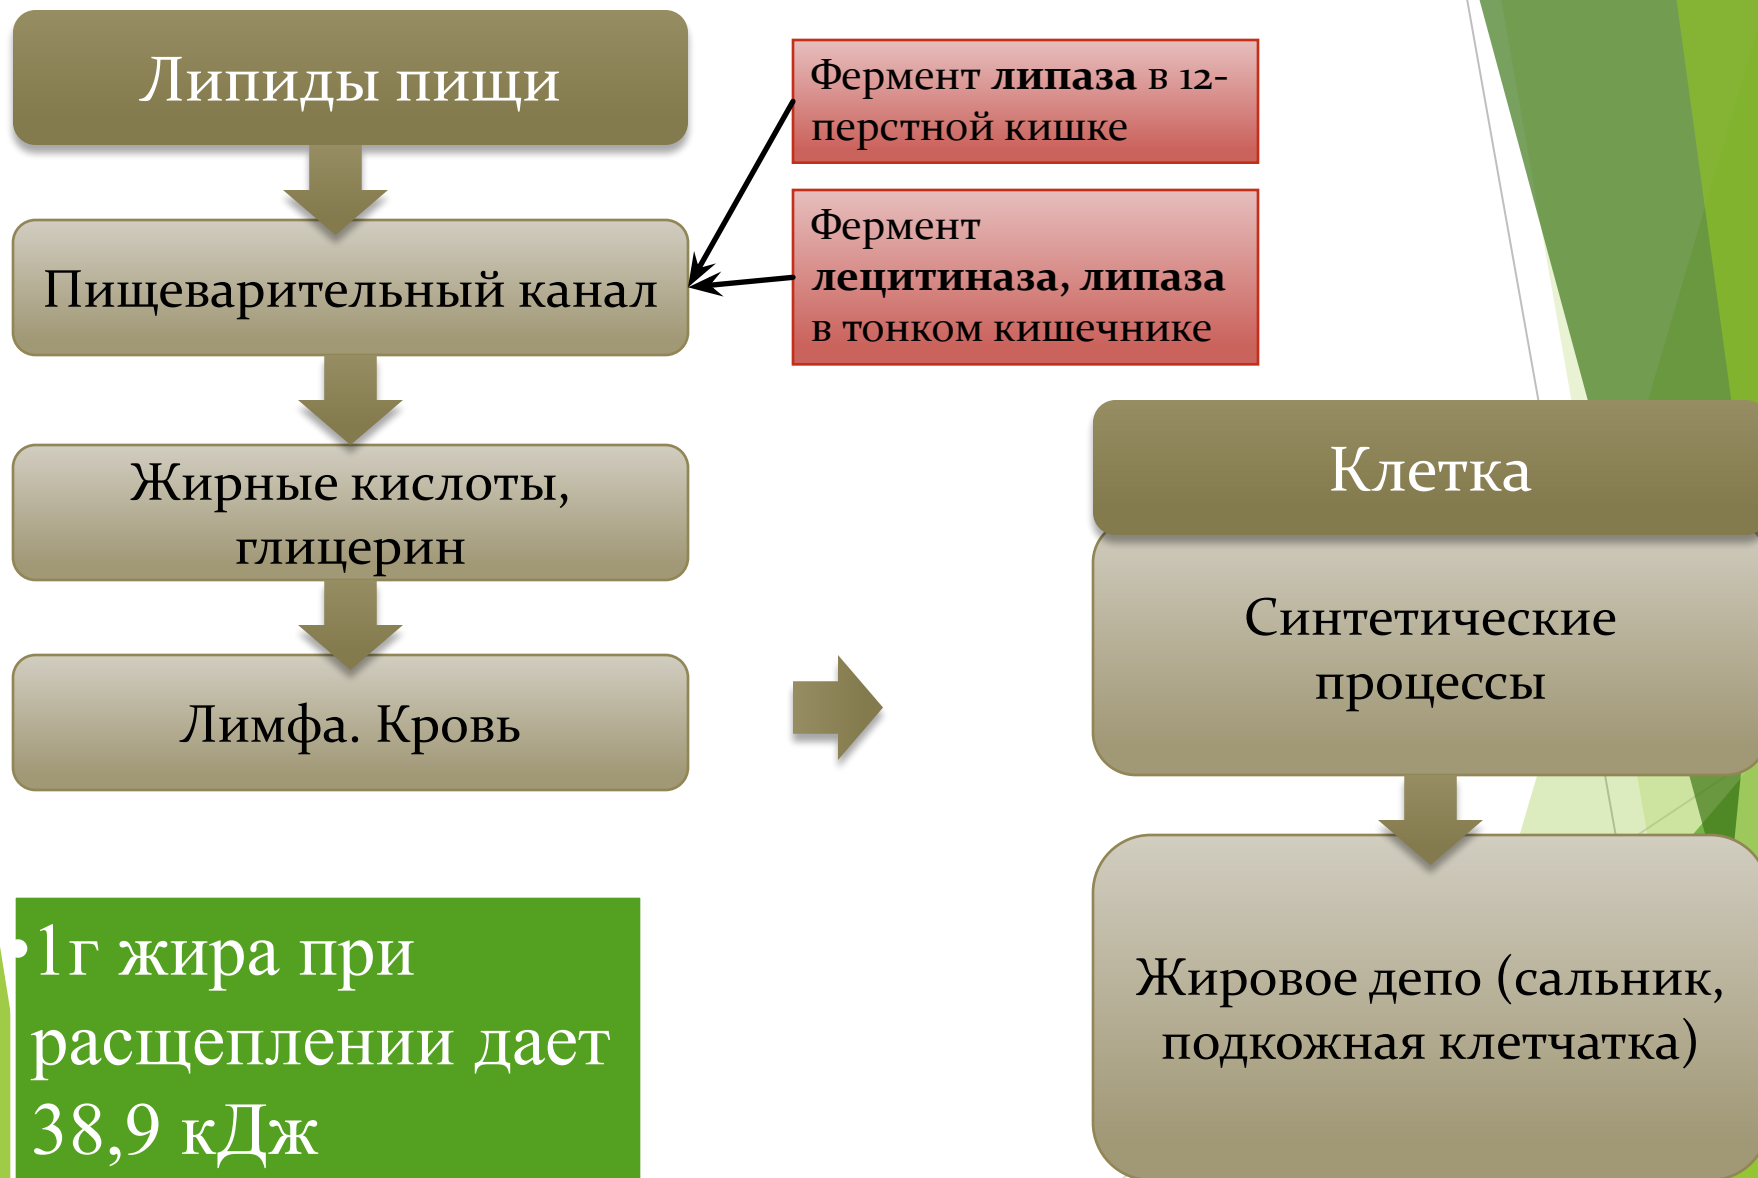 Липиды пищи
Фермент липаза в 12-
перстной кишке
Фермент
лецитиназа, липаза
в тонком кишечнике
Пищеварительный канал
Жирные кислоты,
глицерин
Лимфа. Кровь
Клетка
Синтетические
процессы
Жировое депо (сальник,
подкожная клетчатка)
•1г жира при
расщеплении дает
38,9 кДж